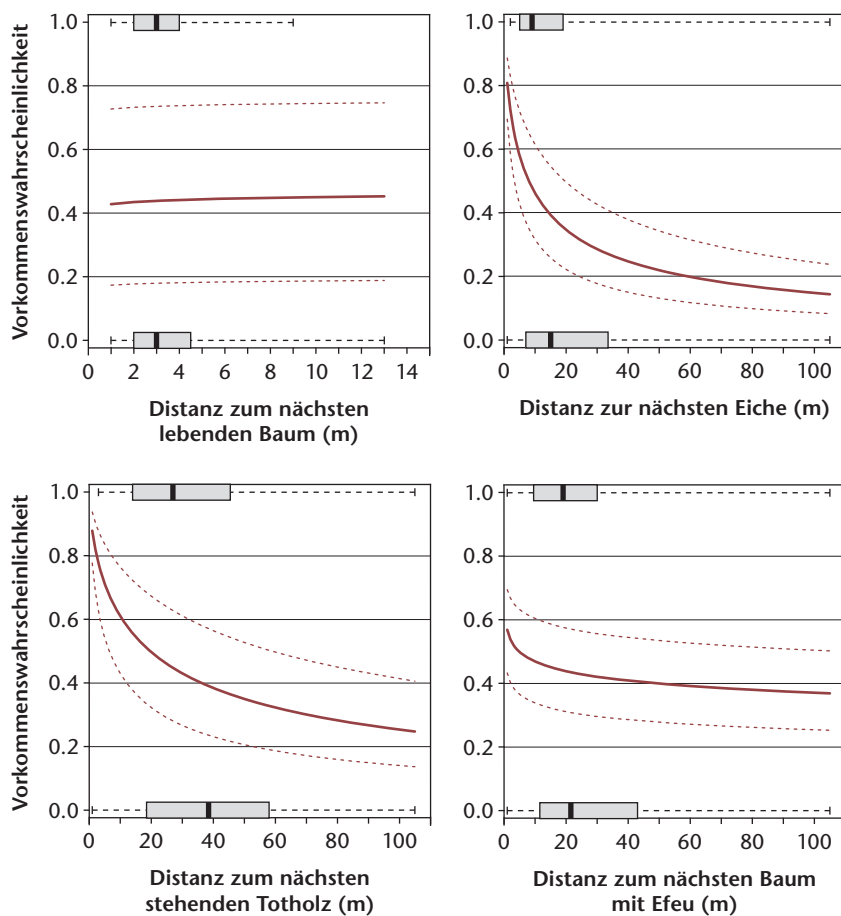 Vorkommenswahrscheinlichkeit
1.0
0.8
0.6
0.4
0.2
0.0
0 2 4 6 8 10 12 14
Distanz zum nächsten
lebenden Baum (m)
1.0
0.8
0.6
0.4
0.2
0.0
0 20 40 60 80 100
Distanz zur nächsten Eiche (m)
Vorkommenswahrscheinlichkeit
1.0
0.8
0.6
0.4
0.2
0.0
0 20 40 60 80 100
Distanz zum nächsten
stehenden Totholz (m)
1.0
0.8
0.6
0.4
0.2
0.0
0 20 40 60 80 100
Distanz zum nächsten Baum
mit Efeu (m)